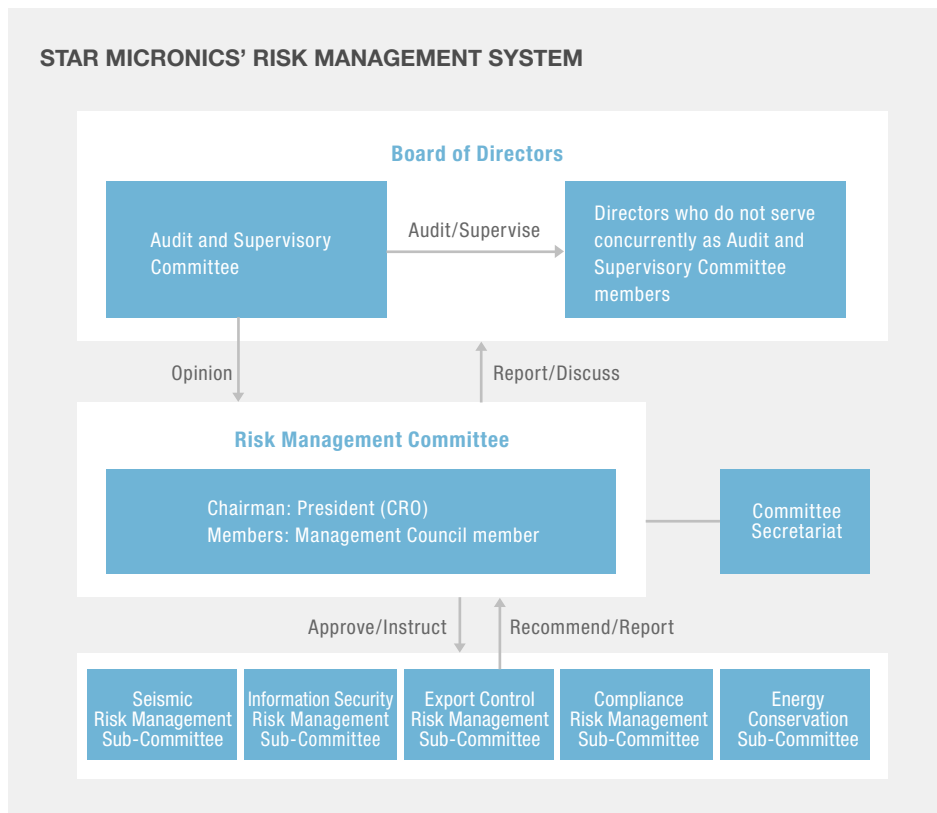 STAR MICRONICS’ RISK MANAGEMENT SYSTEM
Board of Directors
Audit and Supervisory
Committee
Audit/Supervise
Directors who do not serve
concurrently as Audit and
Supervisory Committee
members
Opinion
Report/Discuss
Risk Management Committee
Chairman: President (CRO)
Members: Management Council member
Committee
Secretariat
Approve/Instruct
Recommend/Report
Seismic
Risk Management
Sub-Committee
Information Security
Risk Management
Sub-Committee
Export Control
Risk Management
Sub-Committee
Compliance
Risk Management
Sub-Committee
Energy
Conservation
Sub-Committee